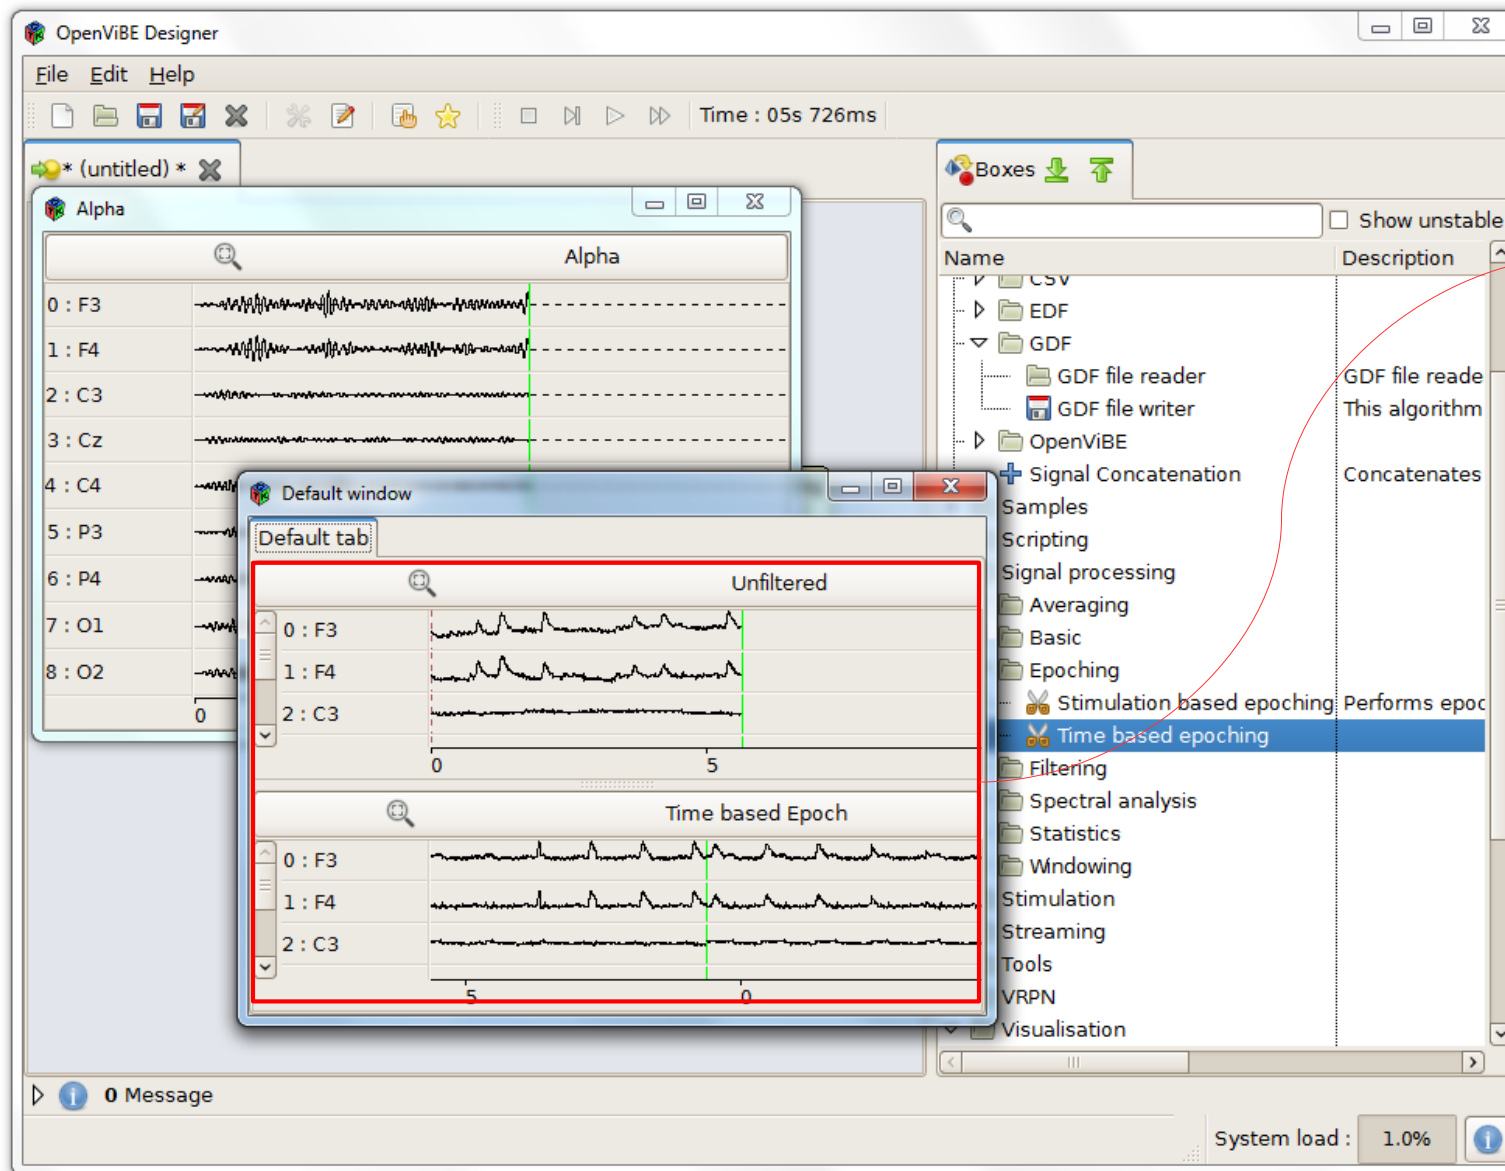 OpenViBE Designer
File Edit Help
Time : 05s 726ms
* (untitled) *
Boxes
Alpha
Show unstable
Alpha
Name Description
CSV
0 : F3
EDF
1 : F4
GDF
GDF file reader GDF file reade
2 : C3
GDF file writer This algorithm
3 : Cz
OpenViBE
4 : C4
Signal Concatenation Concatenates
Default window
Samples
5 : P3
Default tab
Scripting
6 : P4
Signal processing
Unfiltered
Averaging
7 : O1
0 : F3
Basic
8 : O2
1 : F4
Epoching
Stimulation based epoching Performs epoc
0
2 : C3
Time based epoching
0 5
Filtering
Spectral analysis
Time based Epoch
Statistics
0 : F3
Windowing
1 : F4
Stimulation
Streaming
2 : C3
Tools
5 0
VRPN
Visualisation
0 Message
System load : 1.0%